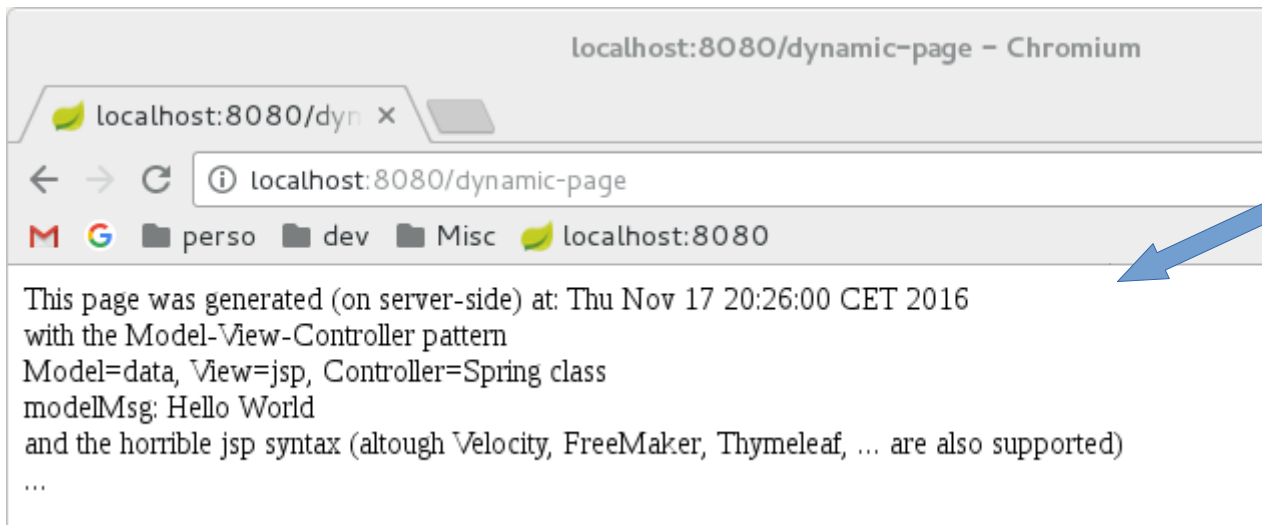 localhost:8080/dynamic-page - Chromium
localhost:8080/dyn
localhost:8080/dynamic-page
M G perso dev Misc localhost:8080
This page was generated (on server-side) at: Thu Nov 17 20:26:00 CET 2016
with the Model-View-Controller pattern
Model=data, View=jsp, Controller=Spring class
modelMsg: Hello World
and the horrible jsp syntax (altough Velocity, FreeMaker, Thymeleaf, ... are also supported)
...